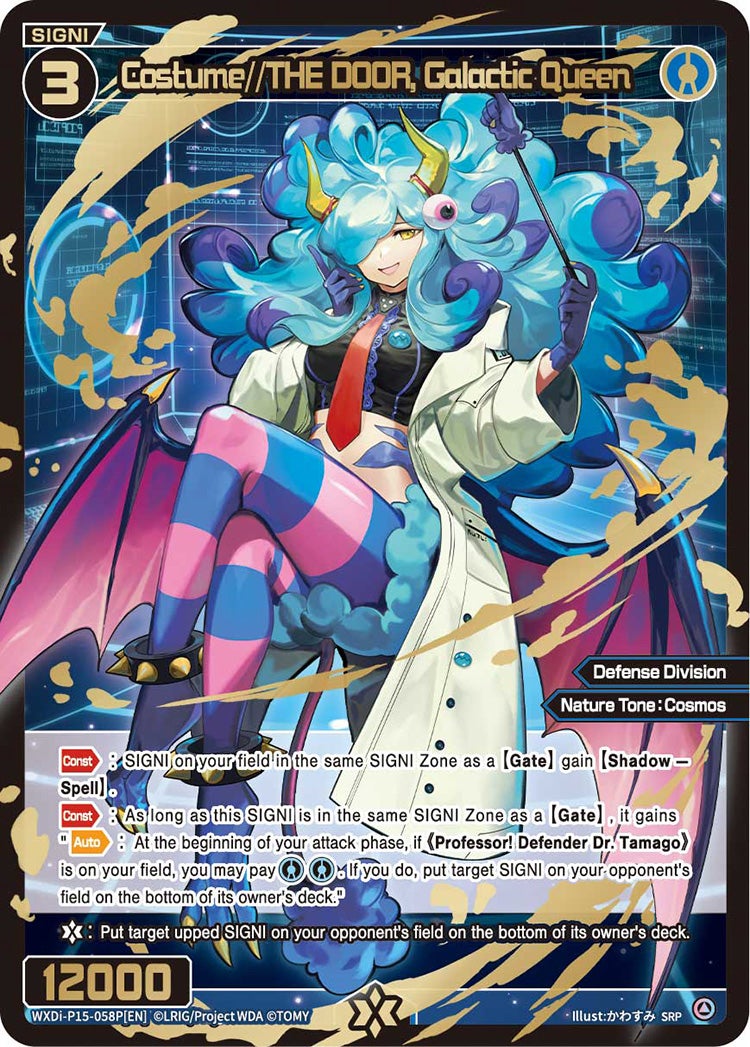 SIGNI
3
Costume//THE DOOR, Galactic Queen
Defense Division
Nature Tone:Cosmos
Const : SIGNI on your field in the same SIGNI Zone as a 【Gate】 gain 【Shadow —
Spell】.
Const : As long as this SIGNI is in the same SIGNI Zone as a 【Gate】, it gains
" Auto : At the beginning of your attack phase, if 《Professor! Defender Dr. Tamago》
is on your field, you may pay . If you do, put target SIGNI on your opponent's
field on the bottom of its owner's deck."
: Put target upped SIGNI on your opponent's field on the bottom of its owner's deck.
12000
WXDi-P15-058P[EN] ©LRIG/Project WDA ©TOMY
Illust:かわすみ SRP